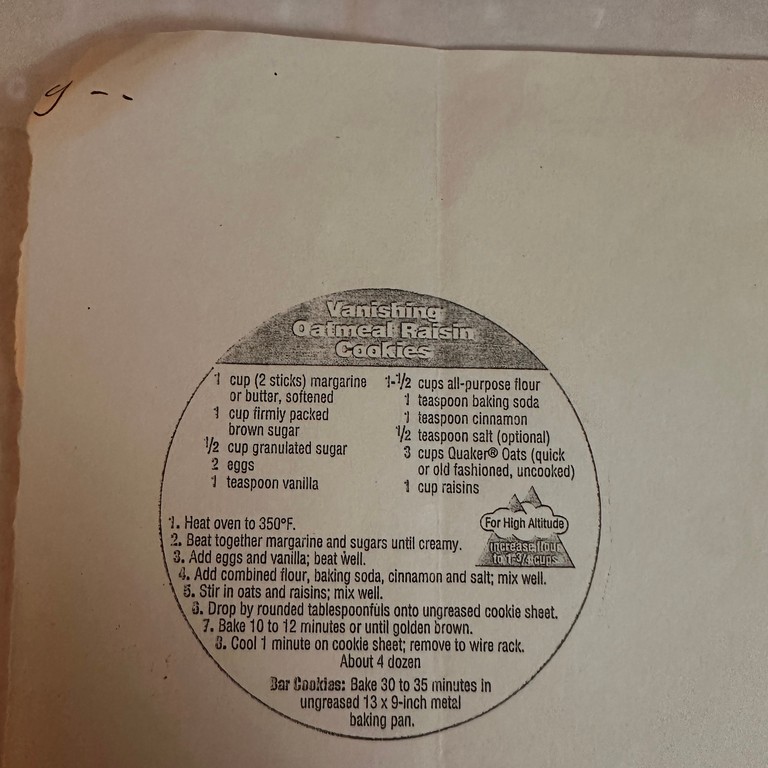 Vanishing
Oatmeal Raisin
Cookies
1 cup (2 sticks) margarine
or butter, softened
1 cup firmly packed
brown sugar
1/2 cup granulated sugar
2 eggs
1 teaspoon vanilla
1-1/2 cups all-purpose flour
1 teaspoon baking soda
1 teaspoon cinnamon
1/2 teaspoon salt (optional)
3 cups Quaker® Oats (quick
or old fashioned, uncooked)
1 cup raisins
For High Altitude
Increase flour
to 1-3/4 cups
1. Heat oven to 350°F.
2. Beat together margarine and sugars until creamy.
3. Add eggs and vanilla; beat well.
4. Add combined flour, baking soda, cinnamon and salt; mix well.
5. Stir in oats and raisins; mix well.
6. Drop by rounded tablespoonfuls onto ungreased cookie sheet.
7. Bake 10 to 12 minutes or until golden brown.
8. Cool 1 minute on cookie sheet; remove to wire rack.
About 4 dozen
Bar Cookies: Bake 30 to 35 minutes in
ungreased 13 x 9-inch metal
baking pan.